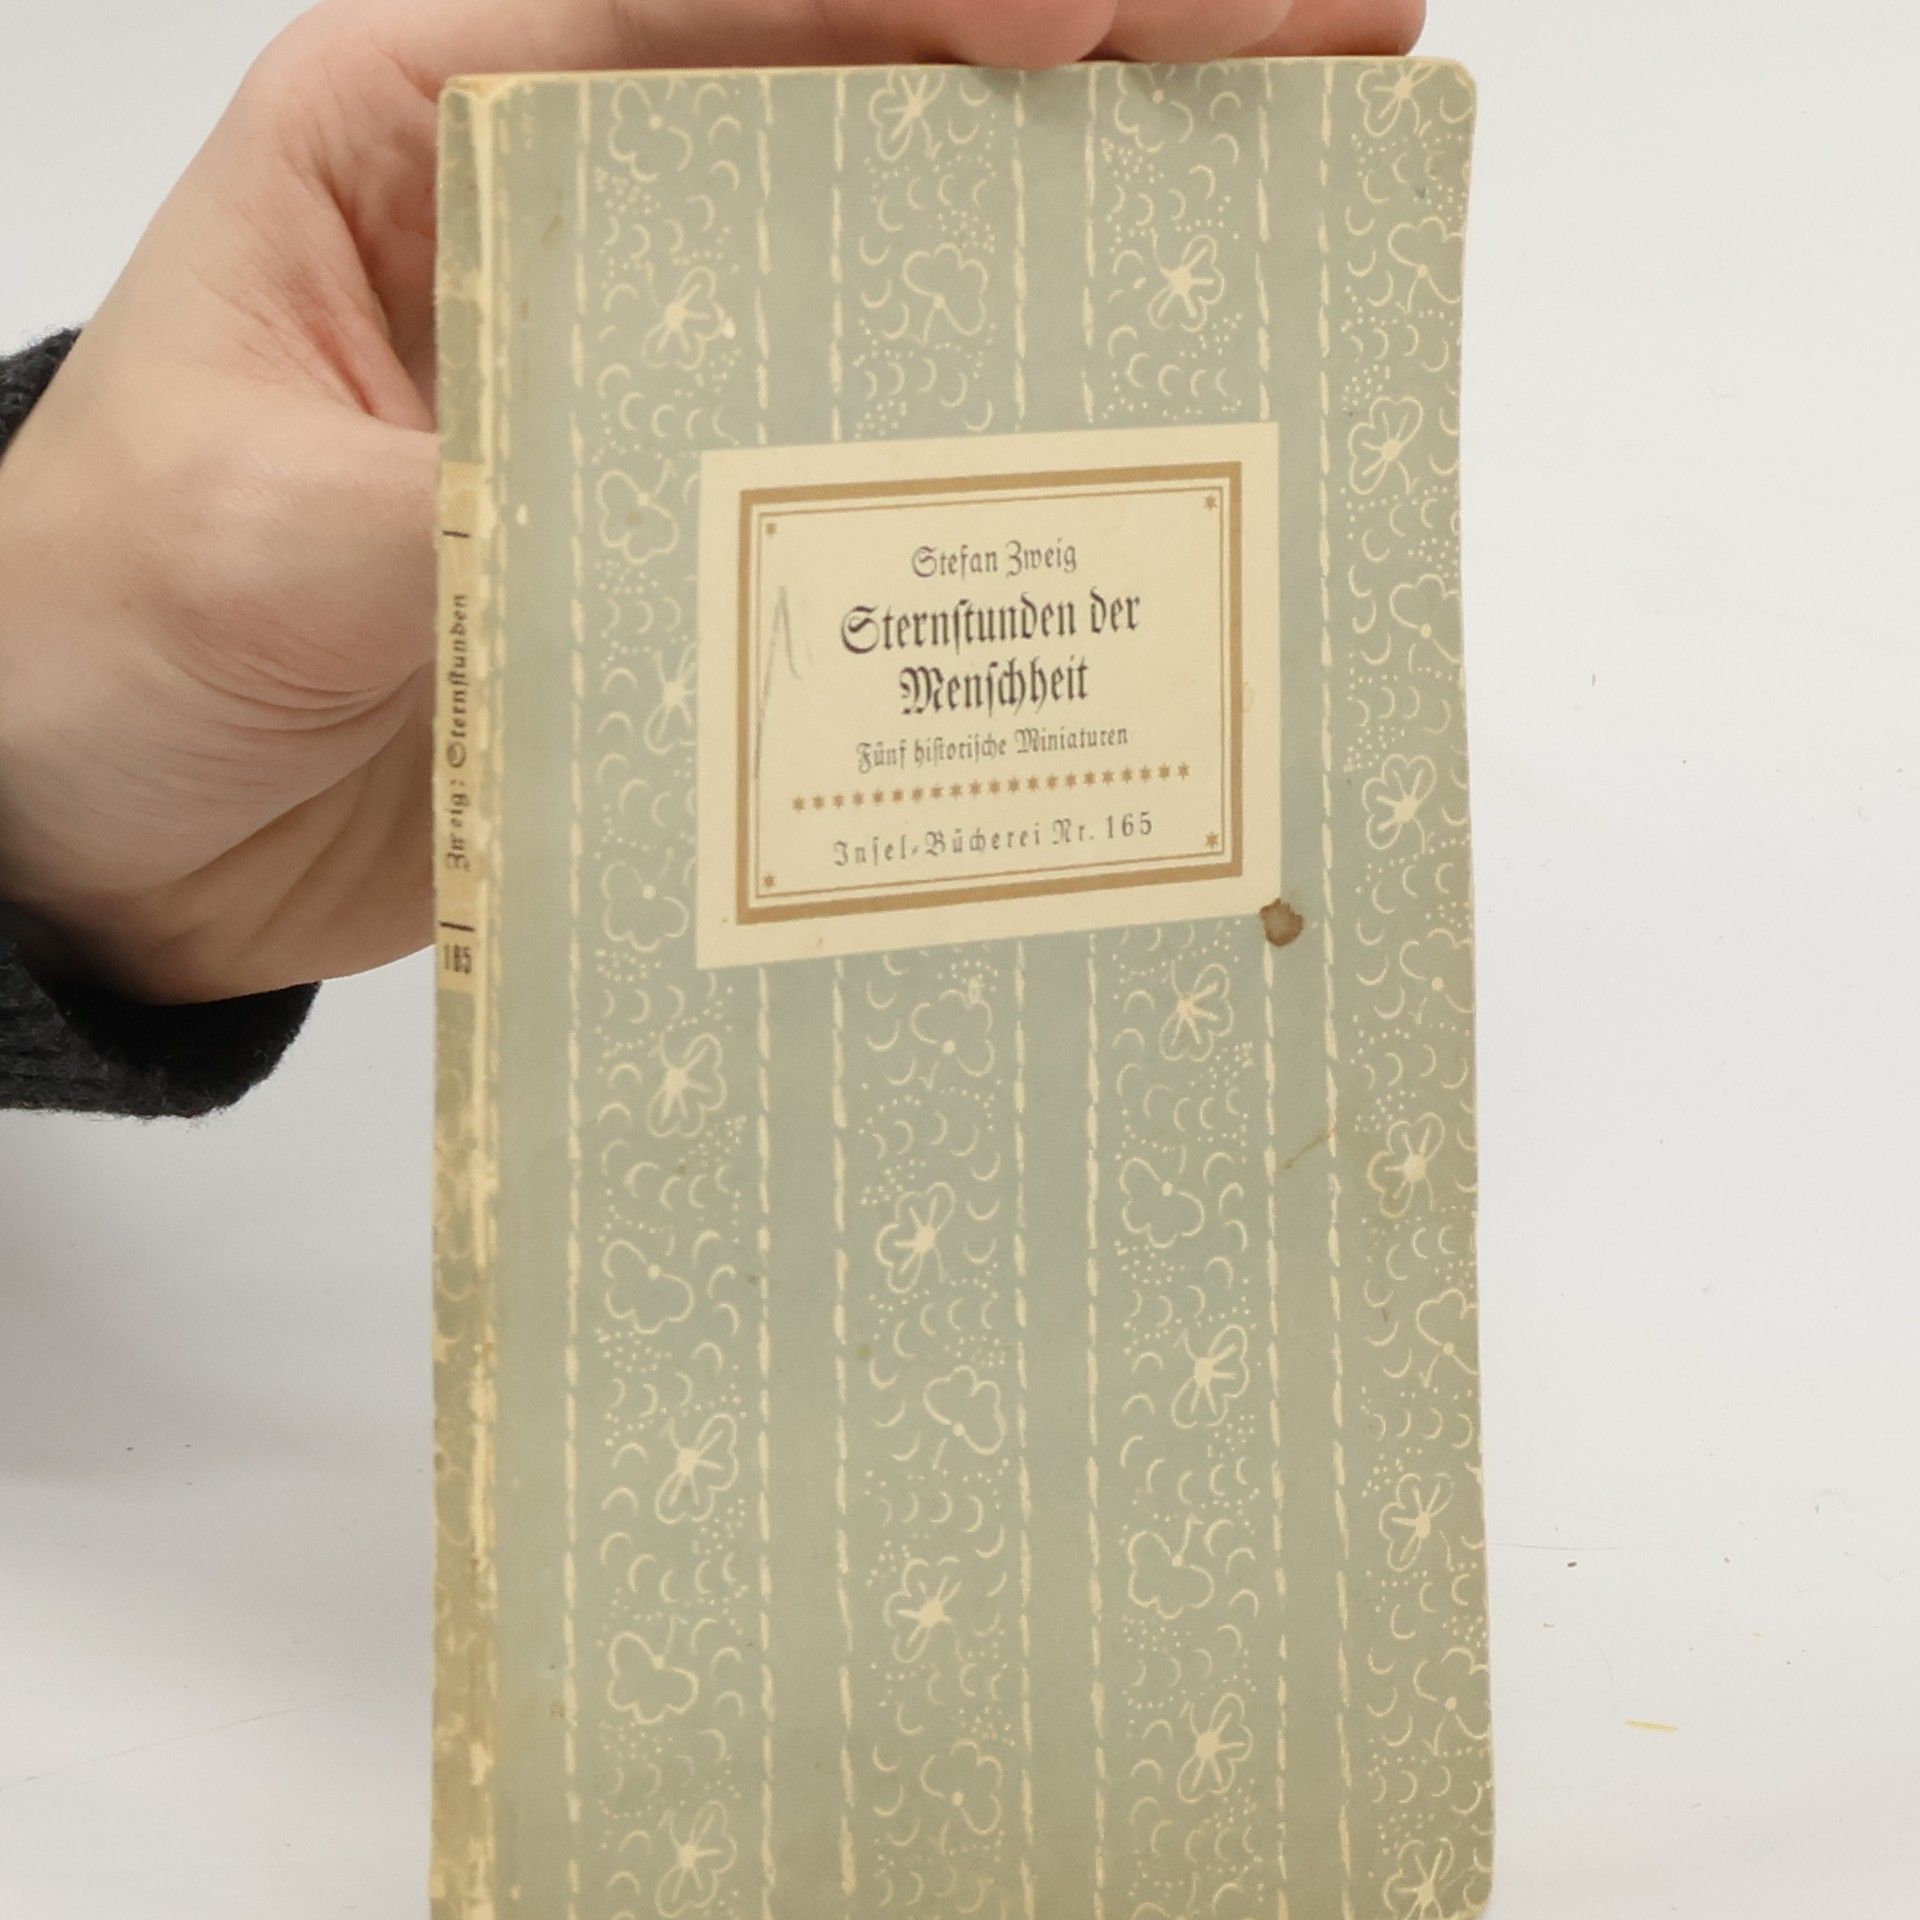 Stefan Zweig
Sternſtunden der
Menſchheit
Fünf hiſtoriſche Miniaturen
Inſel-Bücherei Nr. 165
Zweig: Sternſtunden
165